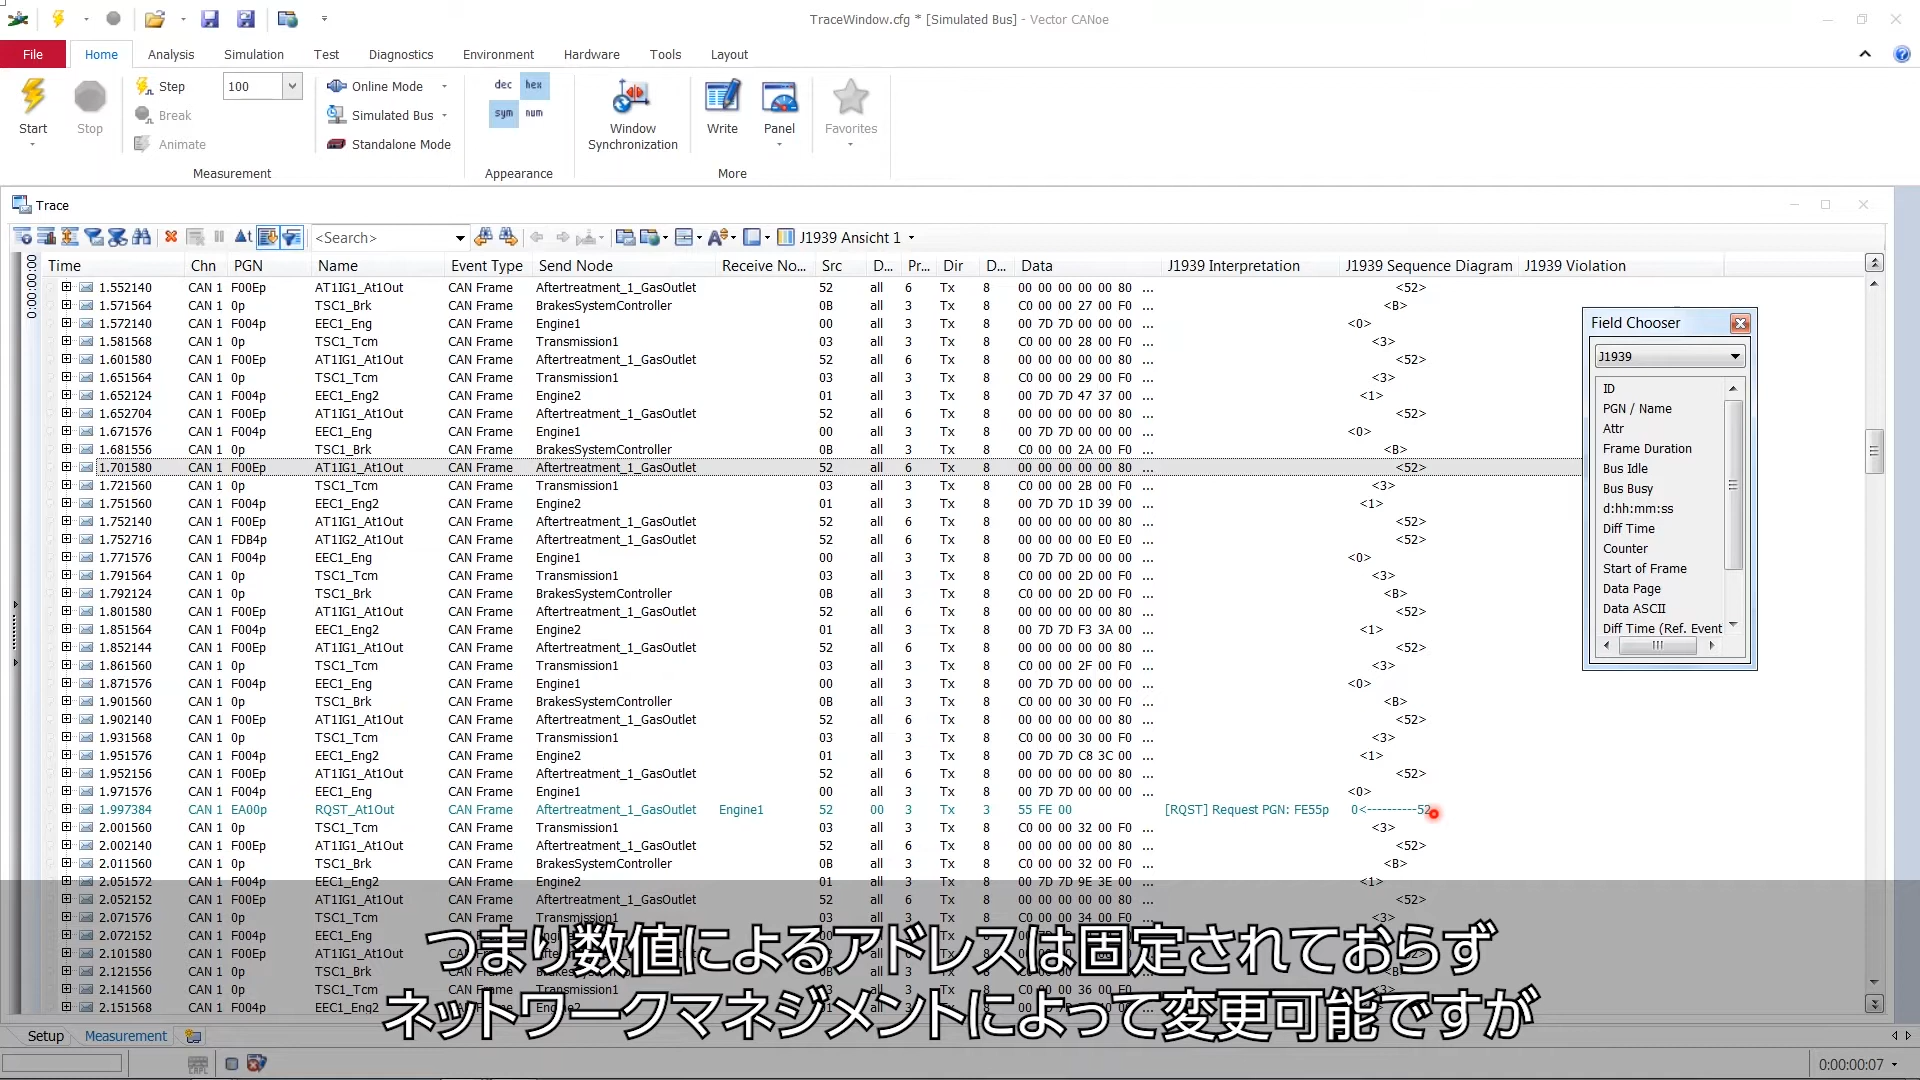 TraceWindow.cfg * [Simulated Bus] - Vector CANoe
File Home Analysis Simulation Test Diagnostics Environment Hardware Tools Layout
Start
Stop
Step
Break
Animate
100
Measurement
Online Mode
Simulated Bus
Standalone Mode
dec hex
sym num
Appearance
Window
Synchronization
Write
Panel
Favorites
More
Trace
<Search>
J1939 Ansicht 1
0:00:00:00
Time Chn PGN Name Event Type Send Node Receive No... Src D... Pr... Dir D... Data J1939 Interpretation J1939 Sequence Diagram J1939 Violation
1.552140 CAN 1 F00Ep AT1IG1_At1Out CAN Frame Aftertreatment_1_GasOutlet 52 all 6 Tx 8 00 00 00 00 00 80 ... <52>
1.571564 CAN 1 0p TSC1_Brk CAN Frame BrakesSystemController 0B all 3 Tx 8 C0 00 00 27 00 F0 ... <B>
1.572140 CAN 1 F004p EEC1_Eng CAN Frame Engine1 00 all 3 Tx 8 00 7D 7D 00 00 00 ... <0>
1.581568 CAN 1 0p TSC1_Tcm CAN Frame Transmission1 03 all 3 Tx 8 C0 00 00 28 00 F0 ... <3>
1.601580 CAN 1 F00Ep AT1IG1_At1Out CAN Frame Aftertreatment_1_GasOutlet 52 all 6 Tx 8 00 00 00 00 00 80 ... <52>
1.651564 CAN 1 0p TSC1_Tcm CAN Frame Transmission1 03 all 3 Tx 8 C0 00 00 29 00 F0 ... <3>
1.652124 CAN 1 F004p EEC1_Eng2 CAN Frame Engine2 01 all 3 Tx 8 00 7D 7D 47 37 00 ... <1>
1.652704 CAN 1 F00Ep AT1IG1_At1Out CAN Frame Aftertreatment_1_GasOutlet 52 all 6 Tx 8 00 00 00 00 00 80 ... <52>
1.671576 CAN 1 F004p EEC1_Eng CAN Frame Engine1 00 all 3 Tx 8 00 7D 7D 00 00 00 ... <0>
1.681556 CAN 1 0p TSC1_Brk CAN Frame BrakesSystemController 0B all 3 Tx 8 C0 00 00 2A 00 F0 ... <B>
1.701580 CAN 1 F00Ep AT1IG1_At1Out CAN Frame Aftertreatment_1_GasOutlet 52 all 6 Tx 8 00 00 00 00 00 80 ... <52>
1.721560 CAN 1 0p TSC1_Tcm CAN Frame Transmission1 03 all 3 Tx 8 C0 00 00 2B 00 F0 ... <3>
1.751560 CAN 1 F004p EEC1_Eng2 CAN Frame Engine2 01 all 3 Tx 8 00 7D 7D 1D 39 00 ... <1>
1.752140 CAN 1 F00Ep AT1IG1_At1Out CAN Frame Aftertreatment_1_GasOutlet 52 all 6 Tx 8 00 00 00 00 00 80 ... <52>
1.752716 CAN 1 FDB4p AT1IG2_At1Out CAN Frame Aftertreatment_1_GasOutlet 52 all 6 Tx 8 00 00 00 00 E0 E0 ... <52>
1.771576 CAN 1 F004p EEC1_Eng CAN Frame Engine1 00 all 3 Tx 8 00 7D 7D 00 00 00 ... <0>
1.791564 CAN 1 0p TSC1_Tcm CAN Frame Transmission1 03 all 3 Tx 8 C0 00 00 2D 00 F0 ... <3>
1.792124 CAN 1 0p TSC1_Brk CAN Frame BrakesSystemController 0B all 3 Tx 8 C0 00 00 2D 00 F0 ... <B>
1.801580 CAN 1 F00Ep AT1IG1_At1Out CAN Frame Aftertreatment_1_GasOutlet 52 all 6 Tx 8 00 00 00 00 00 80 ... <52>
1.851564 CAN 1 F004p EEC1_Eng2 CAN Frame Engine2 01 all 3 Tx 8 00 7D 7D F3 3A 00 ... <1>
1.852144 CAN 1 F00Ep AT1IG1_At1Out CAN Frame Aftertreatment_1_GasOutlet 52 all 6 Tx 8 00 00 00 00 00 80 ... <52>
1.861560 CAN 1 0p TSC1_Tcm CAN Frame Transmission1 03 all 3 Tx 8 C0 00 00 2F 00 F0 ... <3>
1.871576 CAN 1 F004p EEC1_Eng CAN Frame Engine1 00 all 3 Tx 8 00 7D 7D 00 00 00 ... <0>
1.901560 CAN 1 0p TSC1_Brk CAN Frame BrakesSystemController 0B all 3 Tx 8 C0 00 00 30 00 F0 ... <B>
1.902140 CAN 1 F00Ep AT1IG1_At1Out CAN Frame Aftertreatment_1_GasOutlet 52 all 6 Tx 8 00 00 00 00 00 80 ... <52>
1.931568 CAN 1 0p TSC1_Tcm CAN Frame Transmission1 03 all 3 Tx 8 C0 00 00 30 00 F0 ... <3>
1.951576 CAN 1 F004p EEC1_Eng2 CAN Frame Engine2 01 all 3 Tx 8 00 7D 7D C8 3C 00 ... <1>
1.952156 CAN 1 F00Ep AT1IG1_At1Out CAN Frame Aftertreatment_1_GasOutlet 52 all 6 Tx 8 00 00 00 00 00 80 ... <52>
1.971576 CAN 1 F004p EEC1_Eng CAN Frame Engine1 00 all 3 Tx 8 00 7D 7D 00 00 00 ... <0>
1.997384 CAN 1 EA00p RQST_At1Out CAN Frame Aftertreatment_1_GasOutlet Engine1 52 00 3 Tx 3 55 FE 00 [RQST] Request PGN: FE55p 0<----------52
2.001560 CAN 1 0p TSC1_Tcm CAN Frame Transmission1 03 all 3 Tx 8 C0 00 00 32 00 F0 ... <3>
2.002140 CAN 1 F00Ep AT1IG1_At1Out CAN Frame Aftertreatment_1_GasOutlet 52 all 6 Tx 8 00 00 00 00 00 80 ... <52>
2.011560 CAN 1 0p TSC1_Brk CAN Frame BrakesSystemController 0B all 3 Tx 8 C0 00 00 32 00 F0 ... <B>
2.051572 CAN 1 F004p EEC1_Eng2 CAN Frame Engine2 01 all 3 Tx 8 00 7D 7D 9E 3E 00 ... <1>
2.052152 CAN 1 F00Ep AT1IG1_At1Out CAN Frame Aftertreatment_1_GasOutlet 52 all 6 Tx 8 00 00 00 00 00 80 ... <52>
2.071576 CAN 1 0p TSC1_Tcm CAN Frame Transmission1 03 all 3 Tx 8 C0 00 00 34 00 F0 ... <3>
2.072152 CAN 1 F004p
2.101580 CAN 1 F00Ep
2.121556 CAN 1 0p TSC1_Brk
2.141560 CAN 1 0p TSC1_Tcm CAN Frame Transmission1 03 all 3 Tx 8 C0 00 00 36 00 F0
2.151568 CAN 1 F004p
Field Chooser
J1939
ID
PGN / Name
Attr
Frame Duration
Bus Idle
Bus Busy
d:hh:mm:ss
Diff Time
Counter
Start of Frame
Data Page
Data ASCII
Diff Time (Ref. Event
つまり数値によるアドレスは固定されておらず
ネットワークマネジメントによって変更可能ですが
Setup Measurement
CAPL
0:00:00:07